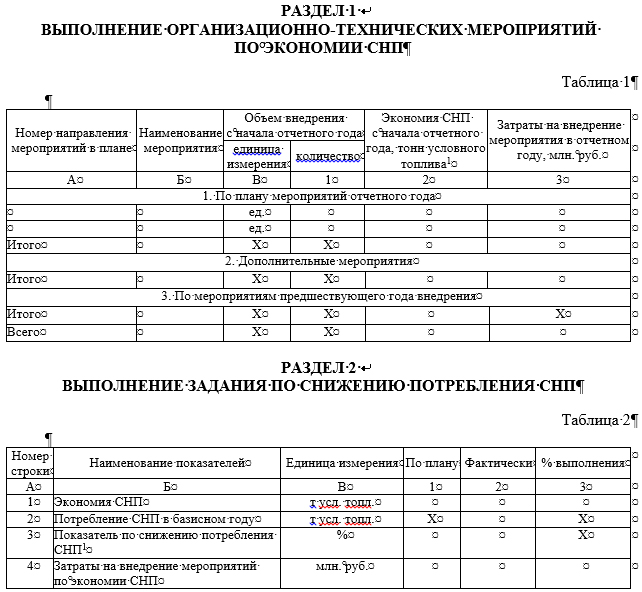 РАЗДЕЛ 1
ВЫПОЛНЕНИЕ ОРГАНИЗАЦИОННО-ТЕХНИЧЕСКИХ МЕРОПРИЯТИЙ
ПО ЭКОНОМИИ СНП
Таблица 1
Номер направления мероприятий в плане
Наименование мероприятия
Объем внедрения с начала отчетного года
единица измерения
количество
Экономия СНП с начала отчетного года, тонн условного топлива1
Затраты на внедрение мероприятия в отчетном году, млн. руб.
А Б В 1 2 3
1. По плану мероприятий отчетного года
ед.
ед.
Итого Х Х
2. Дополнительные мероприятия
Итого Х Х
3. По мероприятиям предшествующего года внедрения
Итого Х Х Х
Всего Х Х
РАЗДЕЛ 2
ВЫПОЛНЕНИЕ ЗАДАНИЯ ПО СНИЖЕНИЮ ПОТРЕБЛЕНИЯ СНП
Таблица 2
Номер строки
Наименование показателей
Единица измерения
По плану
Фактически
% выполнения
А Б В 1 2 3
1 Экономия СНП т усл. топл.
2 Потребление СНП в базисном году т усл. топл. Х Х
3 Показатель по снижению потребления СНП1 % Х
4 Затраты на внедрение мероприятий по экономии СНП млн. руб.